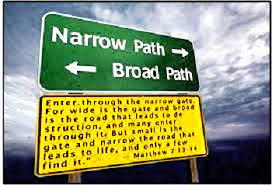 Narrow Path →
← Broad Path
Enter through the narrow gate.
For wide is the gate and broad
is the road that leads to de
struction, and many enter
through it. But small is the
gate and narrow the road that
leads to life, and only a few
find it."
— Matthew 7:13-14